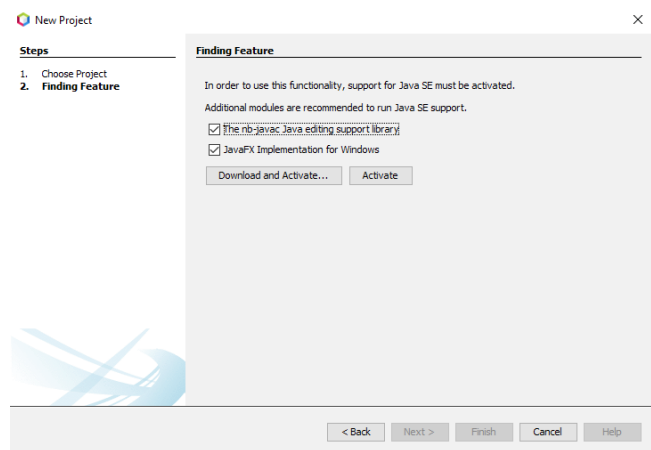 New Project
Steps
1. Choose Project
2. Finding Feature
Finding Feature
In order to use this functionality, support for Java SE must be activated.
Additional modules are recommended to run Java SE support.
The nb-javac Java editing support library
JavaFX Implementation for Windows
Download and Activate... Activate
< Back Next > Finish Cancel Help